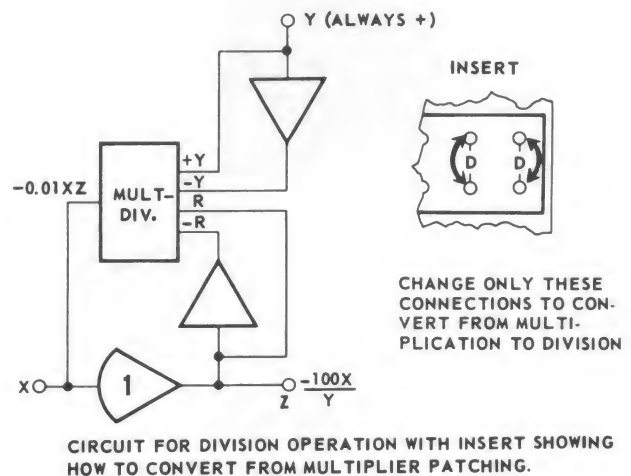 Y (ALWAYS +)
INSERT
+Y
-Y
R
-R
-0.01XZ
MULT-
DIV.
D D
CHANGE ONLY THESE
CONNECTIONS TO CON-
VERT FROM MULTI-
PLICATION TO DIVISION
X
1
Z
-100X
Y
CIRCUIT FOR DIVISION OPERATION WITH INSERT SHOWING
HOW TO CONVERT FROM MULTIPLIER PATCHING.